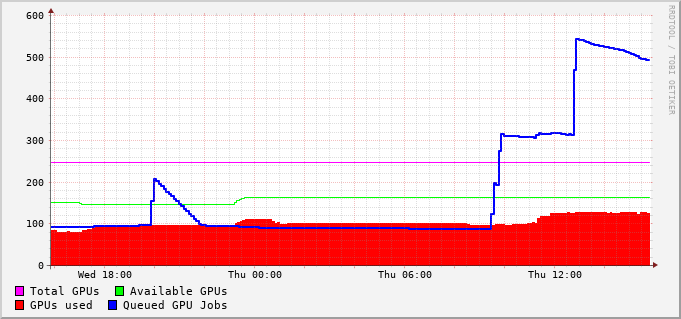 600
500
400
300
200
100
0
Wed 18:00 Thu 00:00 Thu 06:00 Thu 12:00
Total GPUs Available GPUs
GPUs used Queued GPU Jobs
RRDTOOL / TOBI OETIKER